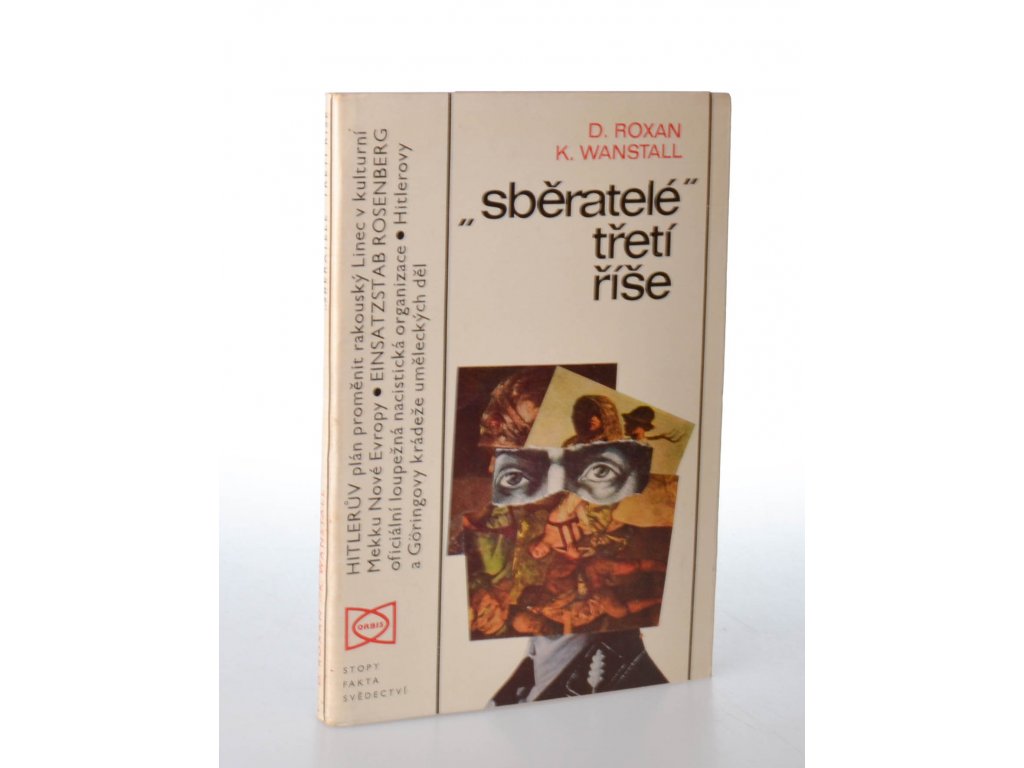 D. ROXAN
K. WANSTALL
„sběratelé“
třetí
říše
HITLERŮV plán proměnit rakouský Linec v kulturní
Mekku Nové Evropy • EINSATZSTAB ROSENBERG
oficiální loupežná nacistická organizace • Hitlerovy
a Göringovy krádeže uměleckých děl
ORBIS
STOPY
FAKTA
SVĚDECTVÍ